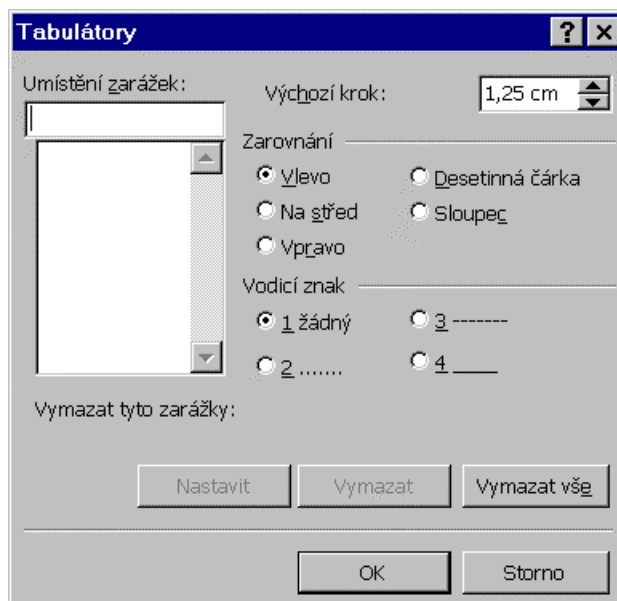 Tabulátory
Umístění zarážek:
Výchozí krok:
1,25 cm
Zarovnání
Vlevo
Desetinná čárka
Na střed
Sloupec
Vpravo
Vodicí znak
1 žádný
3 -------
2 .......
4 ____
Vymazat tyto zarážky:
Nastavit
Vymazat
Vymazat vše
OK
Storno